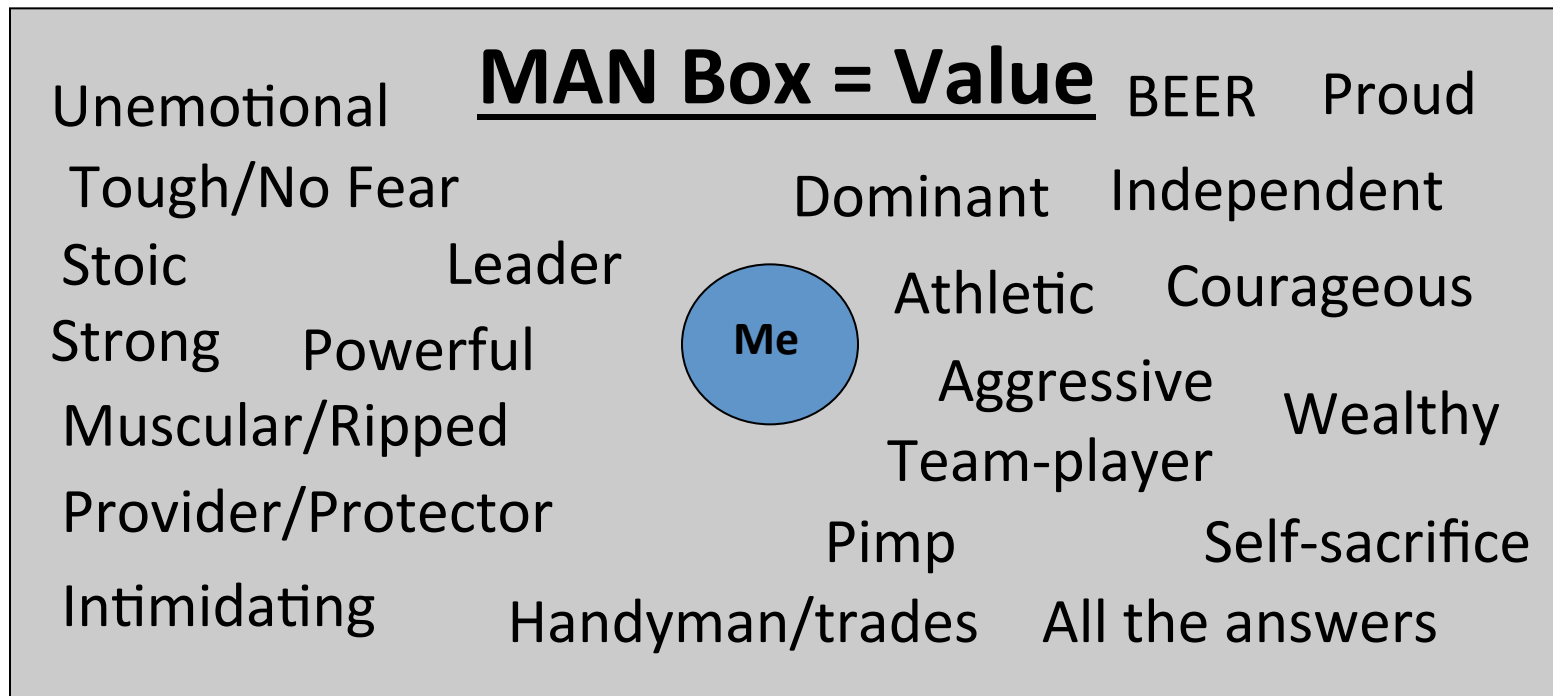 MAN Box = Value
Unemotional
BEER
Proud
Tough/No Fear
Dominant
Independent
Stoic
Leader
Athletic
Courageous
Strong
Powerful
Me
Aggressive
Wealthy
Muscular/Ripped
Team-player
Provider/Protector
Pimp
Self-sacrifice
Intimidating
Handyman/trades
All the answers